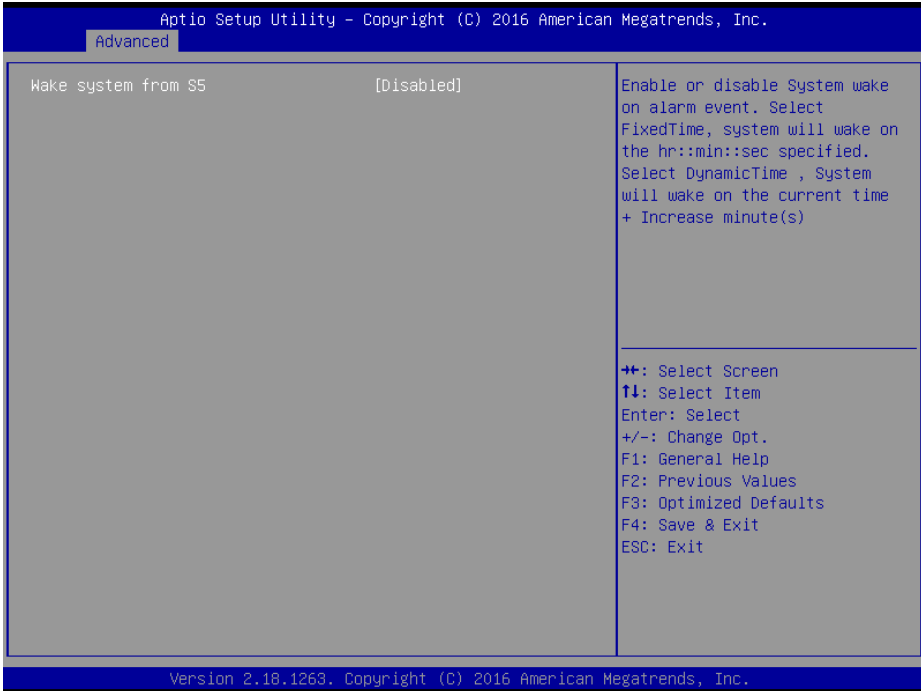 Aptio Setup Utility – Copyright (C) 2016 American Megatrends, Inc.
Advanced
Wake system from S5 [Disabled]
Enable or disable System wake
on alarm event. Select
FixedTime, system will wake on
the hr::min::sec specified.
Select DynamicTime , System
will wake on the current time
+ Increase minute(s)
→←: Select Screen
↑↓: Select Item
Enter: Select
+/-: Change Opt.
F1: General Help
F2: Previous Values
F3: Optimized Defaults
F4: Save & Exit
ESC: Exit
Version 2.18.1263. Copyright (C) 2016 American Megatrends, Inc.